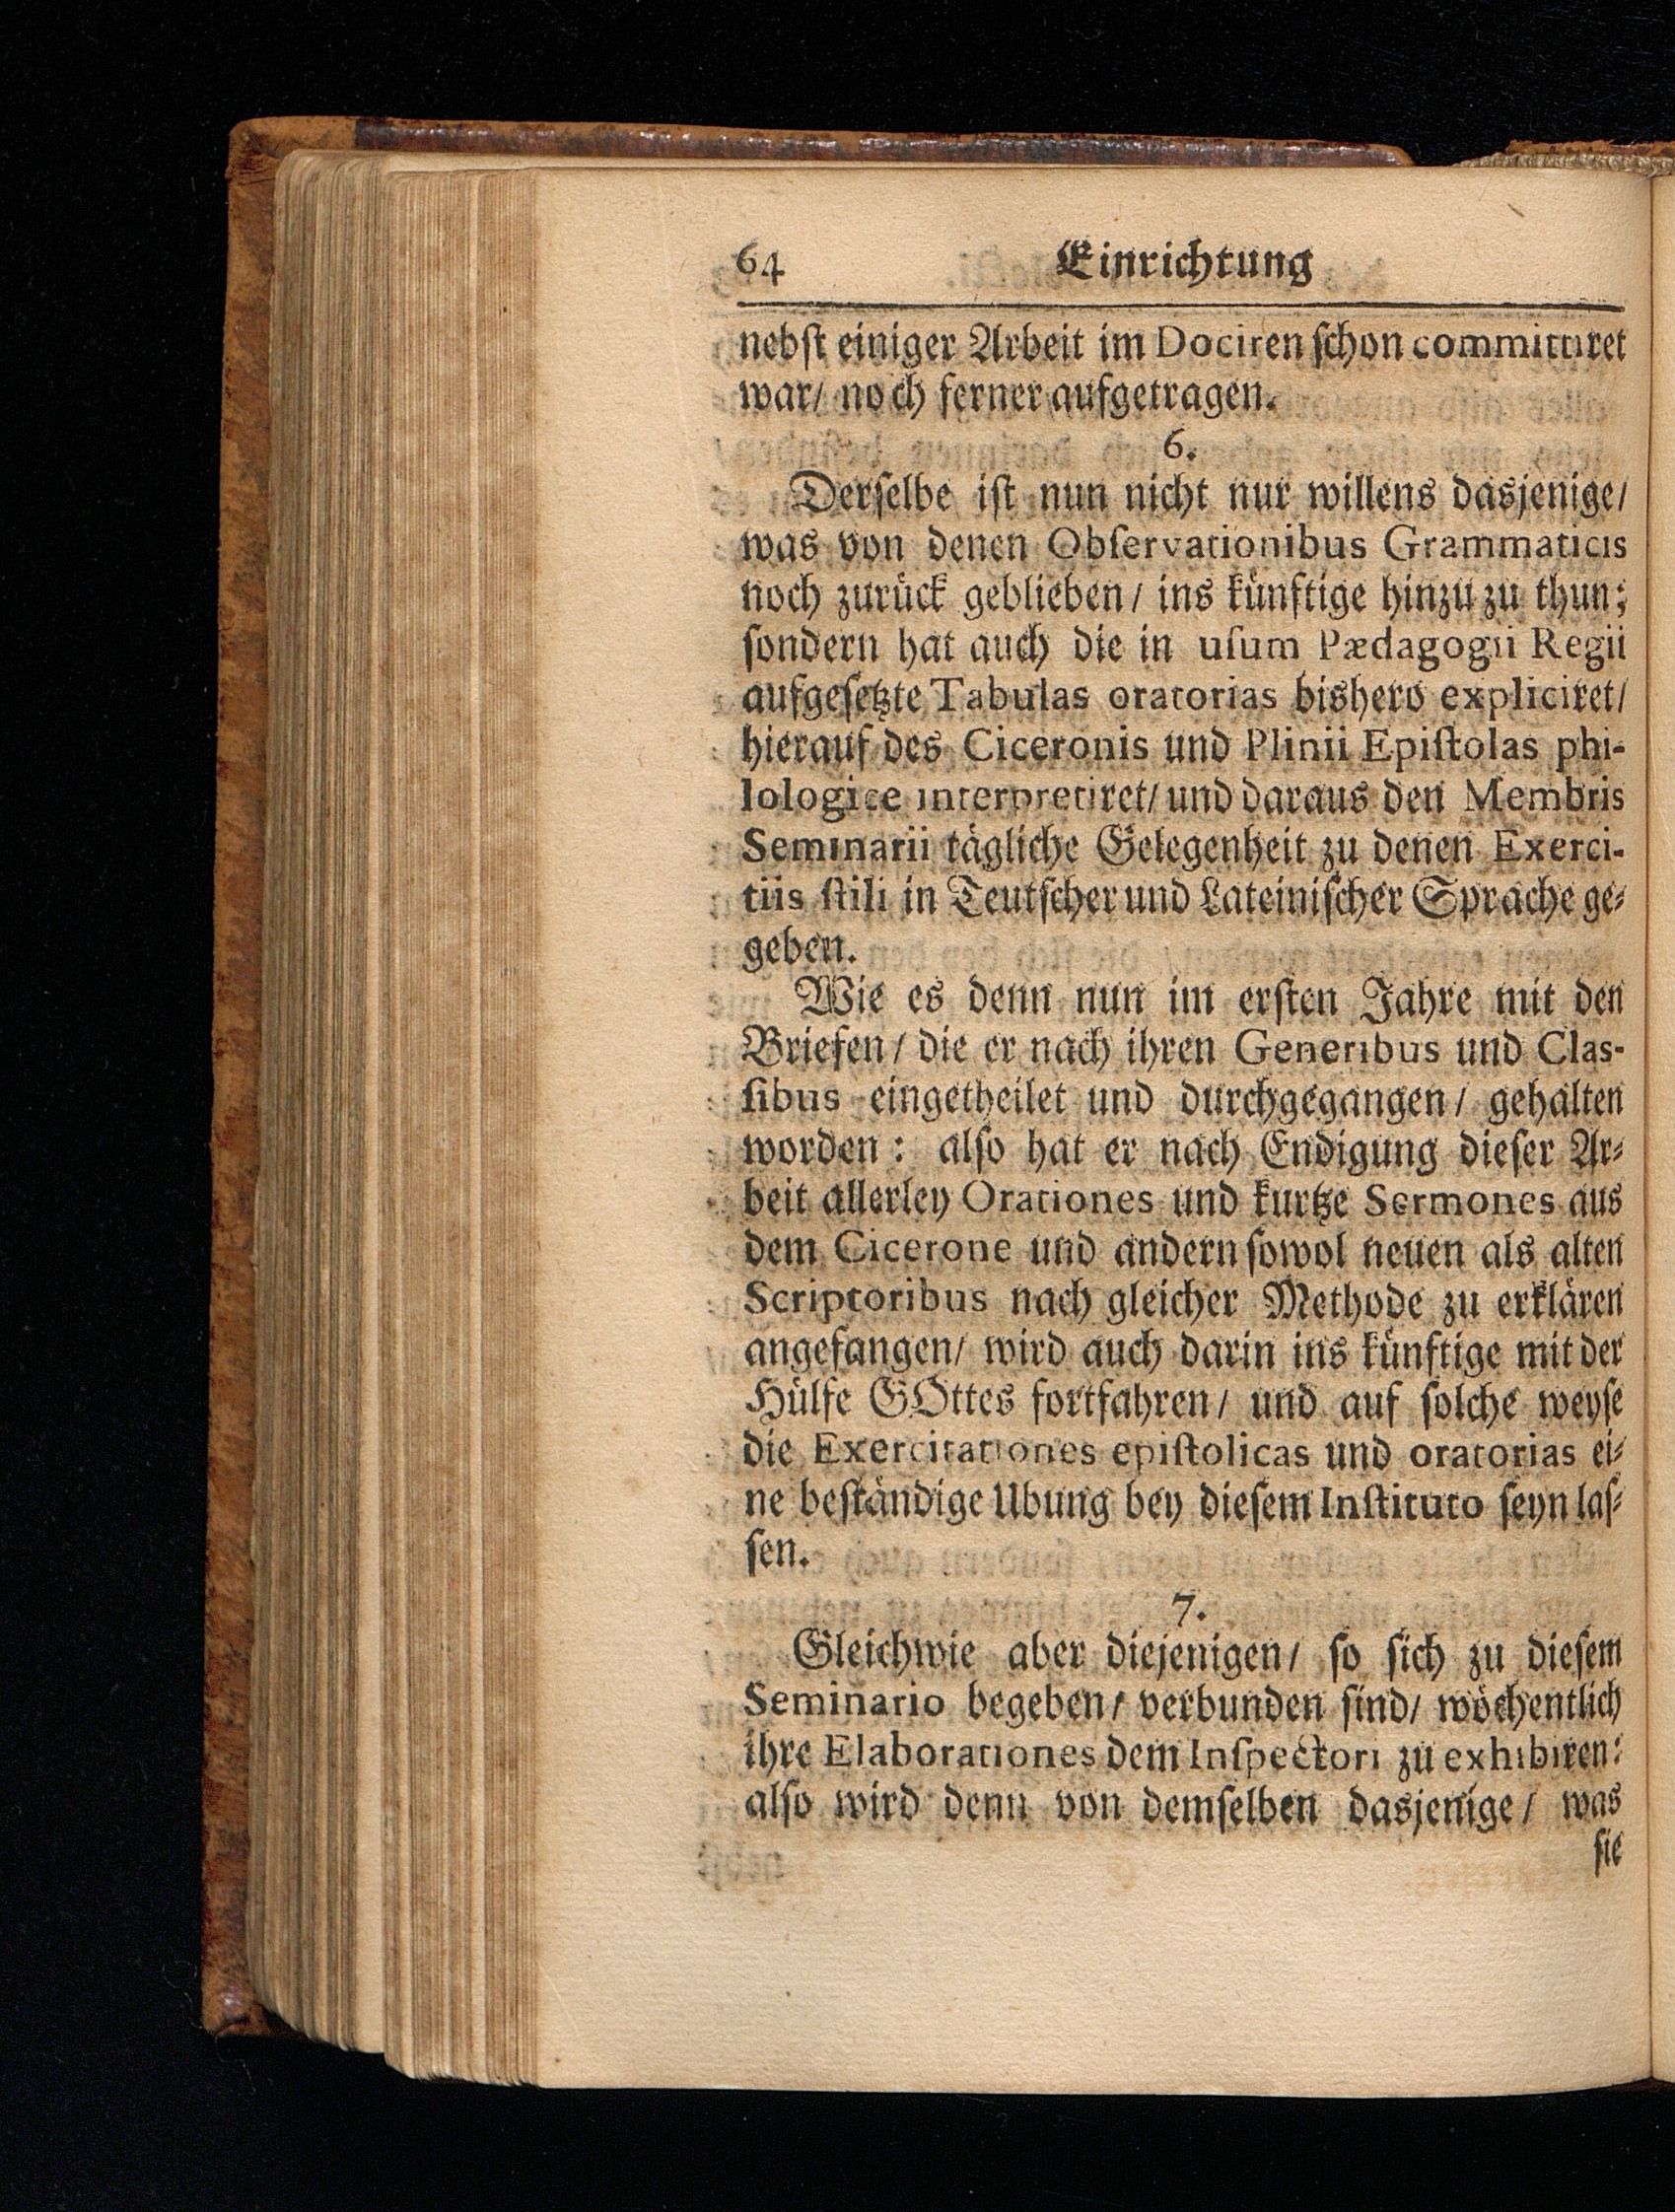 64 Einrichtung
nebſt einiger Arbeit im Dociren ſchon committiret
war/ noch ferner aufgetragen.
6.
Derſelbe iſt nun nicht nur willens dasjenige/
was von denen Obſervationibus Grammaticis
noch zurück geblieben/ ins künftige hinzu zu thun;
ſondern hat auch die in uſum Pædagogii Regii
aufgeſetzte Tabulas oratorias bishero expliciret/
hierauf des Ciceronis und Plinii Epiſtolas phi-
lologice interpretiret/ und daraus den Membris
Seminarii tägliche Gelegenheit zu denen Exerci-
tiis ſtili in Teutſcher und Lateiniſcher Sprache ge-
geben.
Wie es denn nun im erſten Jahre mit den
Briefen/ die er nach ihren Generibus und Claſ-
ſibus eingetheilet und durchgegangen/ gehalten
worden: alſo hat er nach Endigung dieſer Ar-
beit allerley Orationes und kurtze Sermones aus
dem Cicerone und andern ſowol neuen als alten
Scriptoribus nach gleicher Methode zu erklären
angefangen/ wird auch darin ins künftige mit der
Hülfe GOttes fortfahren/ und auf ſolche weyſe
die Exercitationes epiſtolicas und oratorias ei-
ne beſtändige Ubung bey dieſem Inſtituto ſeyn laſ-
ſen.
7.
Gleichwie aber diejenigen/ ſo ſich zu dieſem
Seminario begeben/ verbunden ſind/ wöchentlich
ihre Elaborationes dem Inſpectori zu exhibiren:
alſo wird denn von demſelben dasjenige/ was
ſie